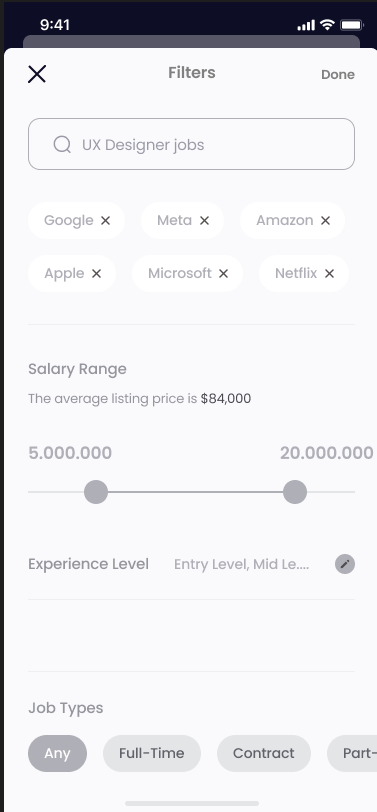 9:41
Filters Done
UX Designer jobs
Google Meta Amazon
Apple Microsoft Netflix
Salary Range
The average listing price is $84,000
5.000.000 20.000.000
Experience Level Entry Level, Mid Le....
Job Types
Any Full-Time Contract Part-